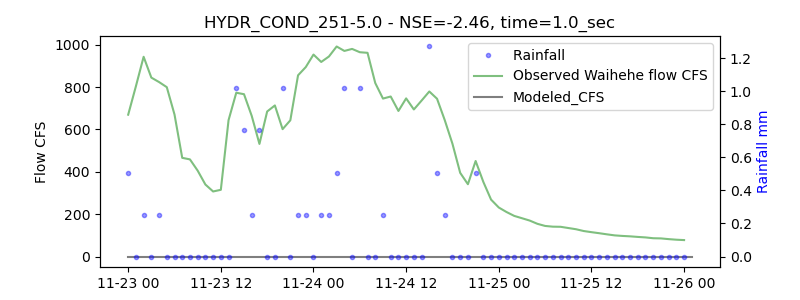 HYDR_COND_251-5.0 - NSE=-2.46, time=1.0_sec
Rainfall
Observed Waihehe flow CFS
Modeled_CFS
Flow CFS
1000
800
600
400
200
0
1.2
1.0
0.8
0.6
0.4
0.2
0.0
Rainfall mm
11-23 00 11-23 12 11-24 00 11-24 12 11-25 00 11-25 12 11-26 00